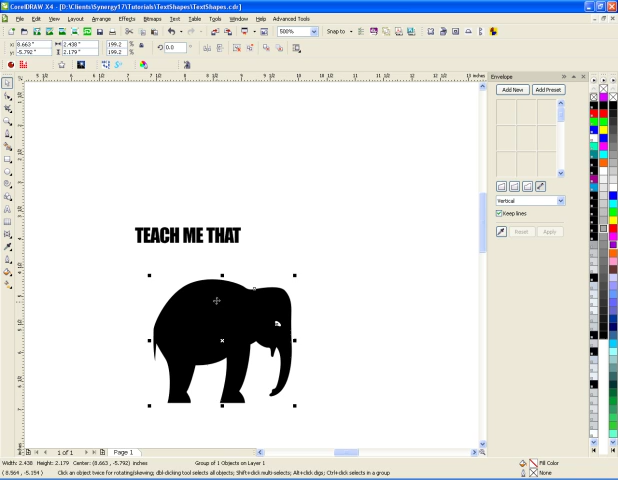 CorelDRAW X4 - [D:\Clients\Synergy17\Tutorials\TextShapes\TextShapes.cdr]
File Edit View Layout Arrange Effects Bitmaps Text Table Tools Window Help Advanced Tools
500% Snap to
x: 8.663" 2.438" 199.2 %
y: -5.792" 2.179" 199.2 %
0.0
10 inches
Envelope
Add New Add Preset
Vertical
Keep lines
Reset Apply
TEACH ME THAT
1 of 1 Page 1
Width: 2.438 Height: 2.179 Center: (8.663, -5.792) inches Group of 1 Objects on Layer 1 Fill Color
( 8.564, -5.194 ) Click an object twice for rotating/skewing; dbl-clicking tool selects all objects; Shift+click multi-selects; Alt+click digs; Ctrl+click selects in a group None